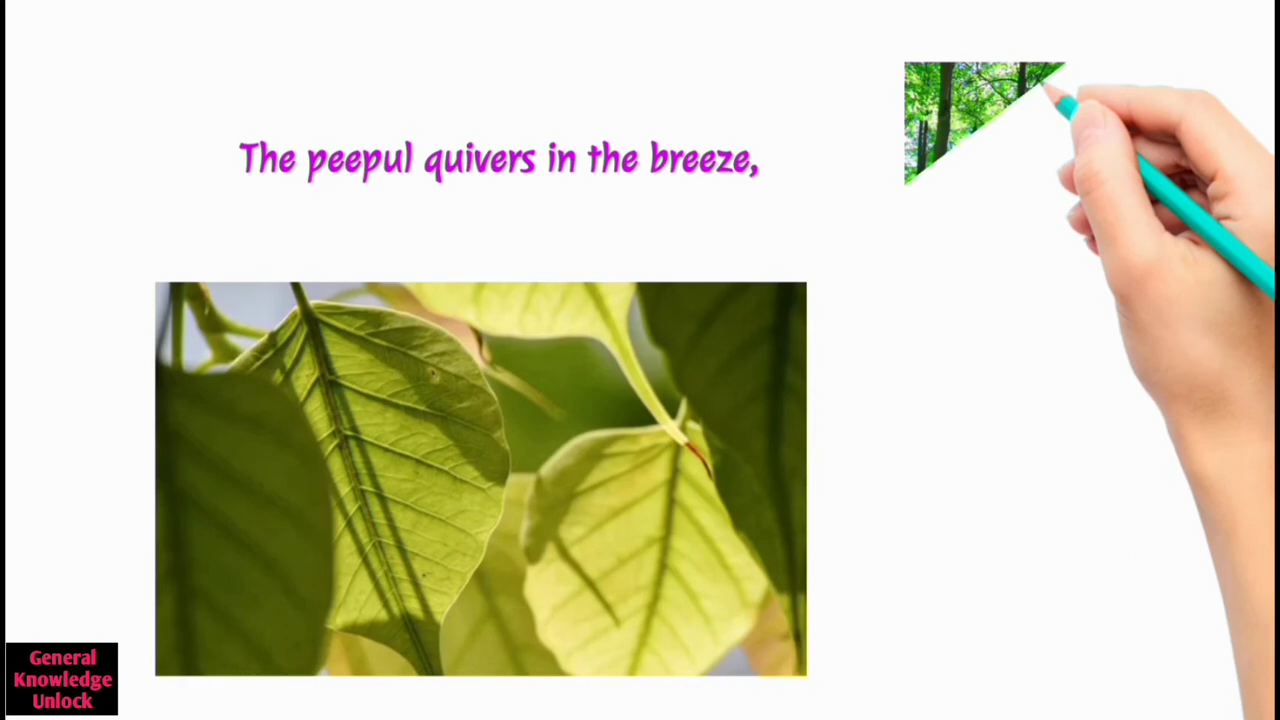 The peepul quivers in the breeze,
General
Knowledge
Unlock